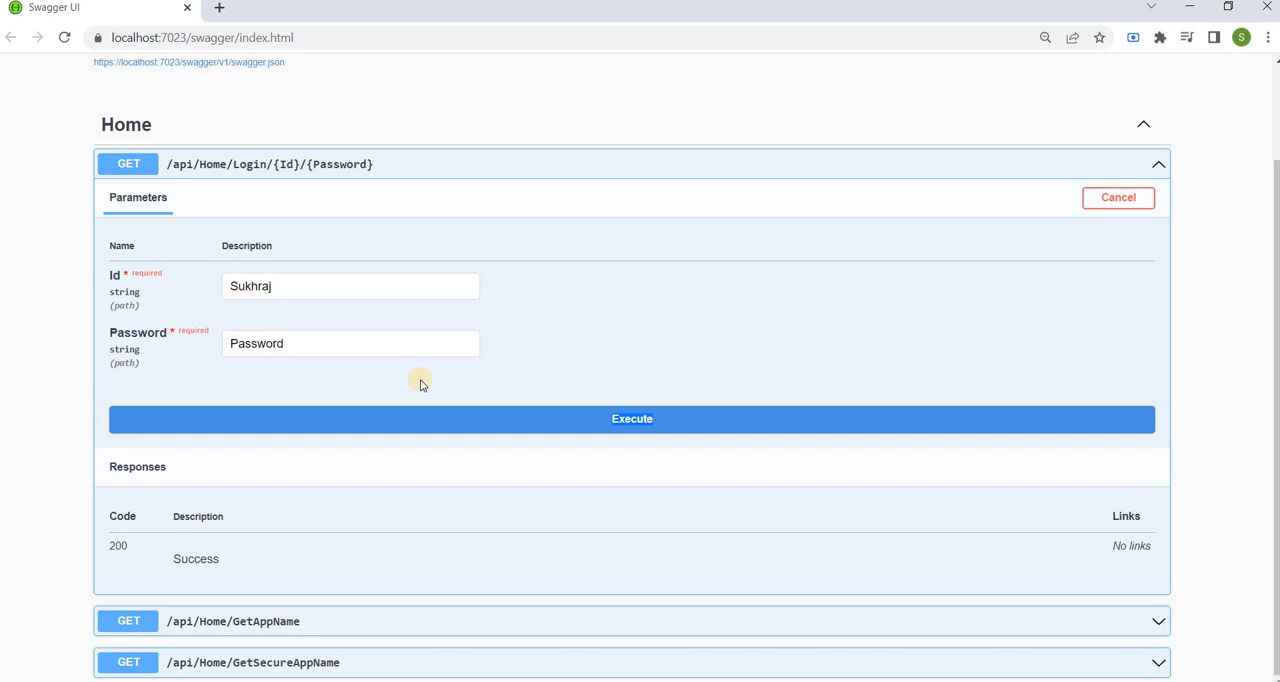 Swagger UI
localhost:7023/swagger/index.html
S
https://localhost:7023/swagger/v1/swagger.json
Home
GET /api/Home/Login/{Id}/{Password}
Parameters Cancel
Name Description
Id * required
string
(path)
Sukhraj
Password * required
string
(path)
Password
Execute
Responses
Code Description Links
200 No links
Success
GET /api/Home/GetAppName
GET /api/Home/GetSecureAppName